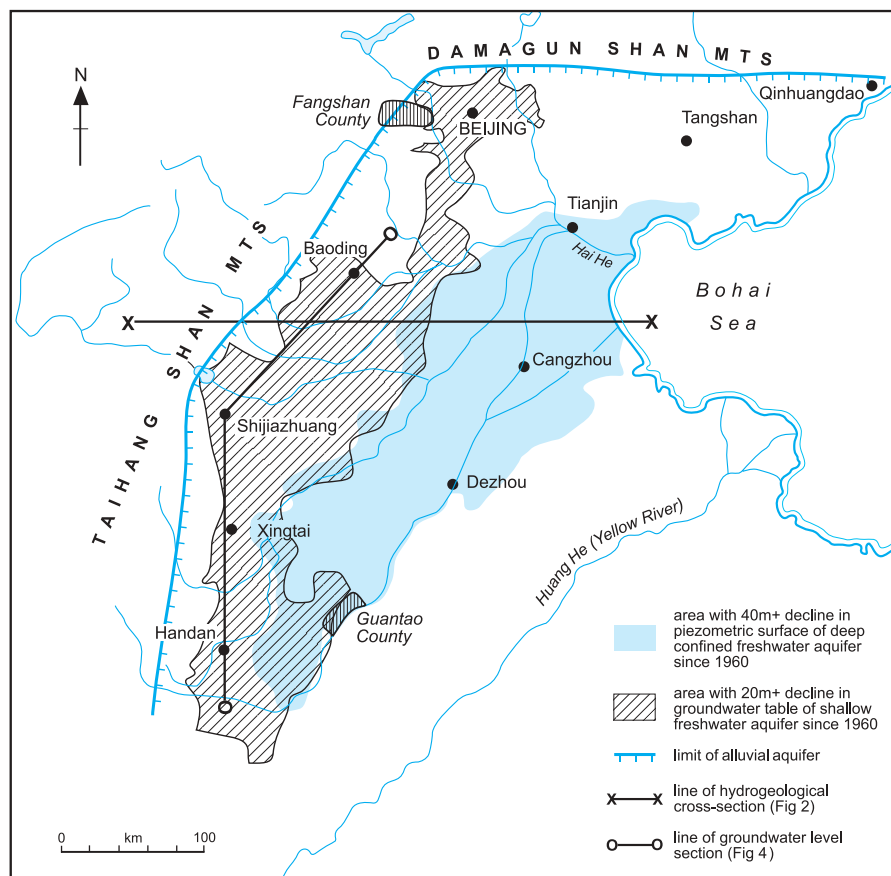 DAMAGUN SHAN MTS
N
Qinhuangdao
Fangshan
County
BEIJING
Tangshan
Tianjin
Hai He
Baoding
Bohai
Sea
X
X
TAIHANG SHAN MTS
Cangzhou
Shijiazhuang
Dezhou
Xingtai
Huang He (Yellow River)
Guantao
County
Handan
area with 40m+ decline in
piezometric surface of deep
confined freshwater aquifer
since 1960
area with 20m+ decline in
groundwater table of shallow
freshwater aquifer since 1960
limit of alluvial aquifer
X X line of hydrogeological
cross-section (Fig 2)
O O line of groundwater level
section (Fig 4)
0 km 100